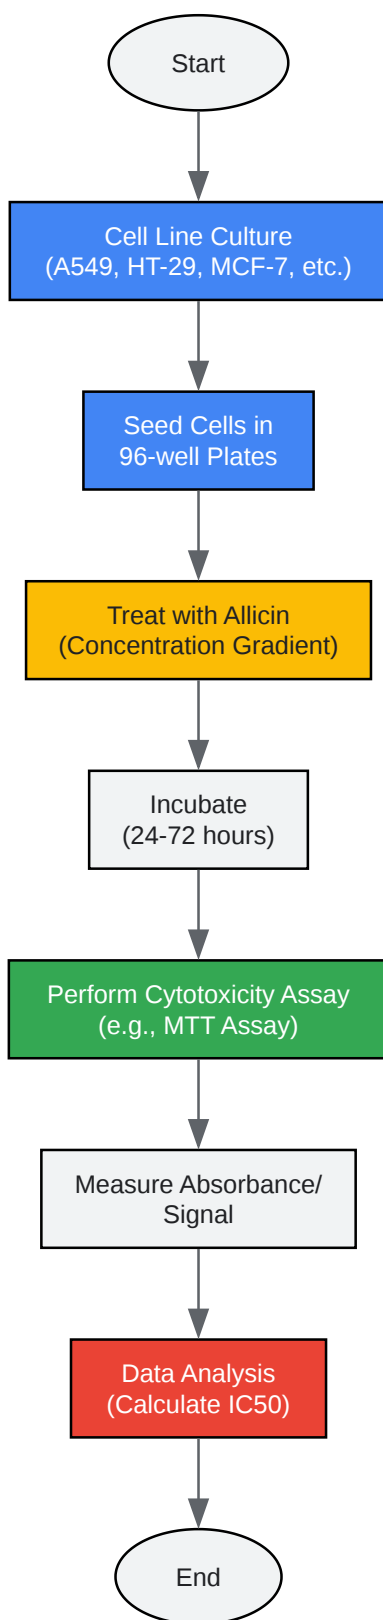 Start
Cell Line Culture
(A549, HT-29, MCF-7, etc.)
Seed Cells in
96-well Plates
Treat with Allicin
(Concentration Gradient)
Incubate
(24-72 hours)
Perform Cytotoxicity Assay
(e.g., MTT Assay)
Measure Absorbance/
Signal
Data Analysis
(Calculate IC50)
End